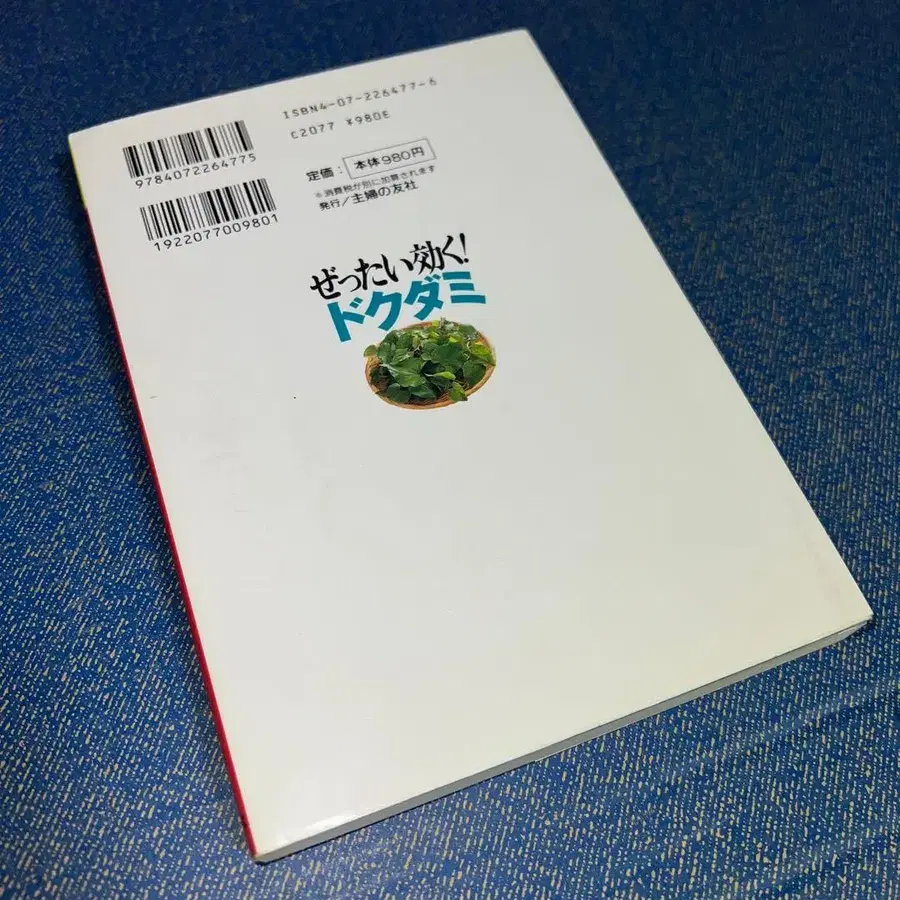 ISBN4-07-226477-6
C2077 ¥980E
9784072264775
1922077009801
定価：本体980円
※消費税が別に加算されます
発行／主婦の友社
ぜったい効く！
ドクダミ